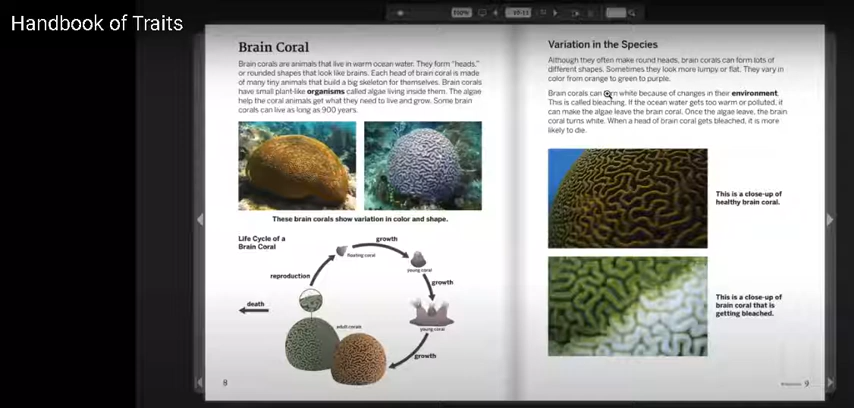 Handbook of Traits
100%
10-11
Brain Coral
Brain corals are animals that live in warm ocean water. They form "heads,"
or rounded shapes that look like brains. Each head of brain coral is made
of many tiny animals that build a big skeleton for themselves. Brain corals
have small plant-like organisms called algae living inside them. The algae
help the coral animals get what they need to live and grow. Some brain
corals can live as long as 900 years.
These brain corals show variation in color and shape.
Life Cycle of a
Brain Coral
growth
floating coral
young coral
reproduction
growth
death
adult corals
young coral
growth
8
Variation in the Species
Although they often make round heads, brain corals can form lots of
different shapes. Sometimes they look more lumpy or flat. They vary in
color from orange to green to purple.
Brain corals can turn white because of changes in their environment.
This is called bleaching. If the ocean water gets too warm or polluted, it
can make the algae leave the brain coral. Once the algae leave, the brain
coral turns white. When a head of brain coral gets bleached, it is more
likely to die.
This is a close-up of
healthy brain coral.
This is a close-up of
brain coral that is
getting bleached.
9